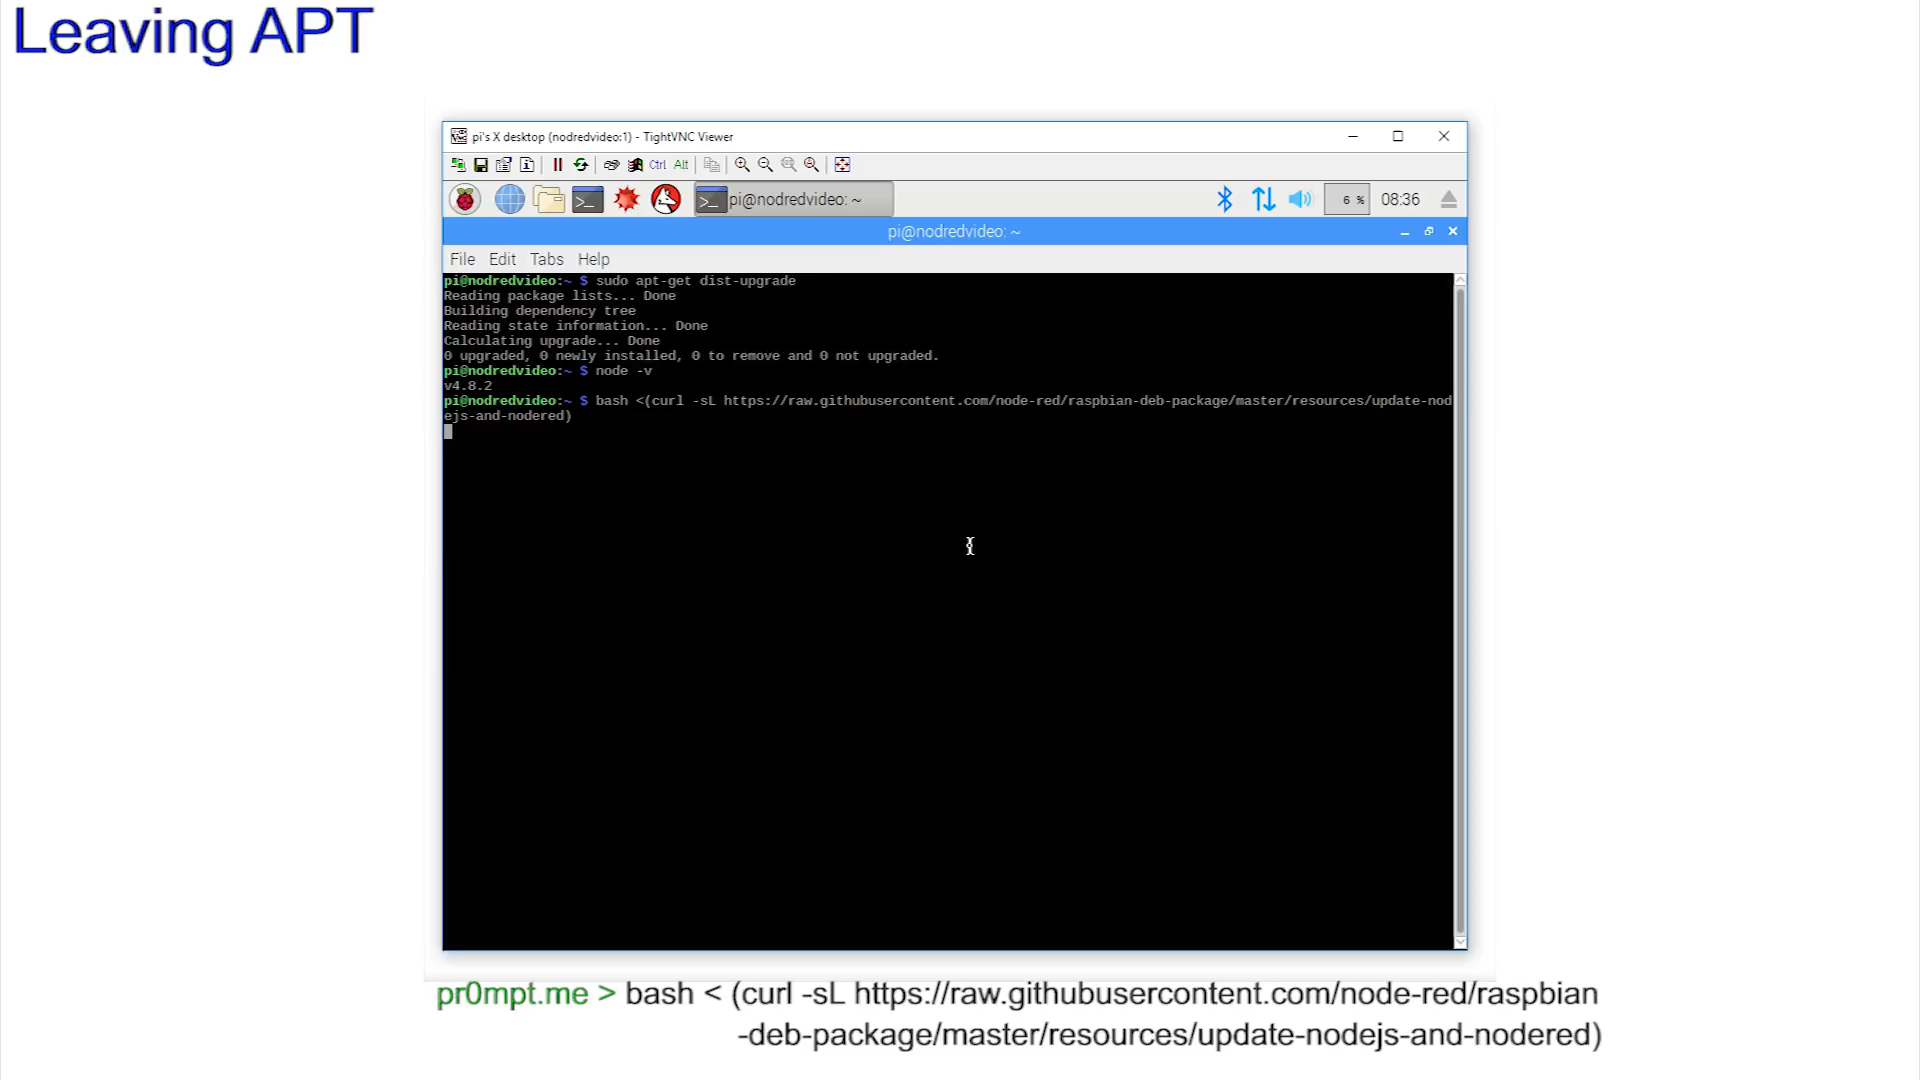 Leaving APT
pi's X desktop (nodredvideo:1) - TightVNC Viewer
Ctrl Alt
pi@nodredvideo: ~
6 %
08:36
pi@nodredvideo: ~
File Edit Tabs Help
pi@nodredvideo:~ $ sudo apt-get dist-upgrade
Reading package lists... Done
Building dependency tree
Reading state information... Done
Calculating upgrade... Done
0 upgraded, 0 newly installed, 0 to remove and 0 not upgraded.
pi@nodredvideo:~ $ node -v
v4.8.2
pi@nodredvideo:~ $ bash <(curl -sL https://raw.githubusercontent.com/node-red/raspbian-deb-package/master/resources/update-nod
ejs-and-nodered)
pr0mpt.me > bash < (curl -sL https://raw.githubusercontent.com/node-red/raspbian
-deb-package/master/resources/update-nodejs-and-nodered)